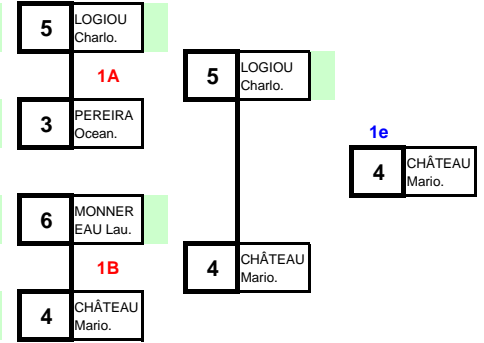 5 LOGIOU
Charlo.
1A
3 PEREIRA
Ocean.
6 MONNER
EAU Lau.
1B
4 CHÂTEAU
Mario.
5 LOGIOU
Charlo.
4 CHÂTEAU
Mario.
1e
4 CHÂTEAU
Mario.